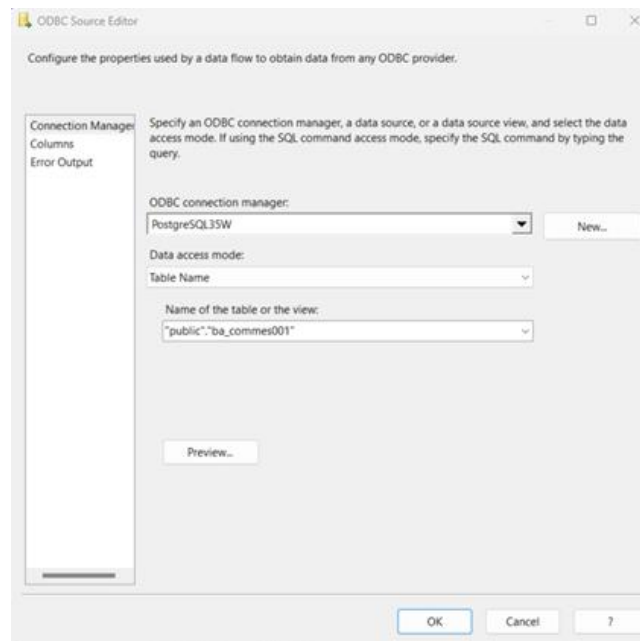 ODBC Source Editor
Configure the properties used by a data flow to obtain data from any ODBC provider.
Connection Manager
Columns
Error Output
Specify an ODBC connection manager, a data source, or a data source view, and select the data
access mode. If using the SQL command access mode, specify the SQL command by typing the
query.
ODBC connection manager:
PostgreSQL35W
New...
Data access mode:
Table Name
Name of the table or the view:
"public"."ba_commes001"
Preview...
OK
Cancel
?